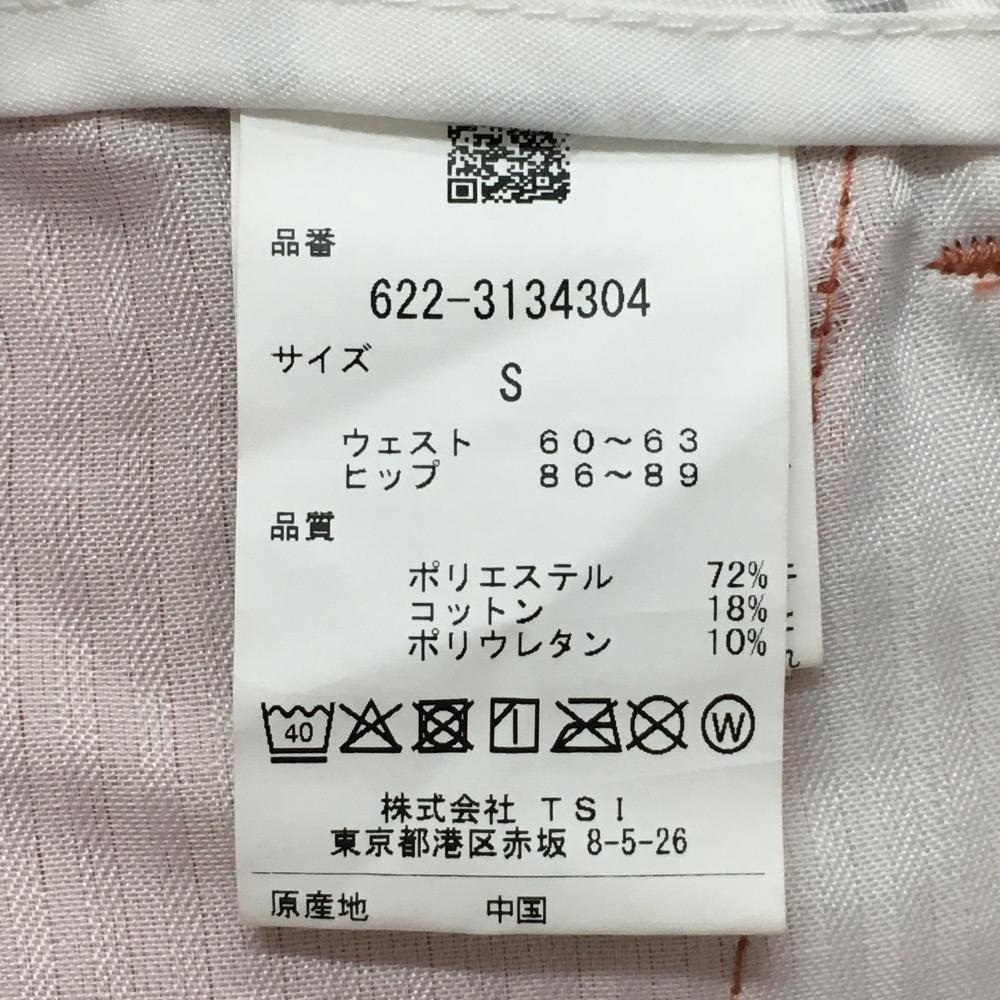 品番
622-3134304
サイズ
S
ウェスト 60～63
ヒップ 86～89
品質
ポリエステル 72%
コットン 18%
ポリウレタン 10%
40
W
株式会社 TSI
東京都港区赤坂 8-5-26
原産地 中国